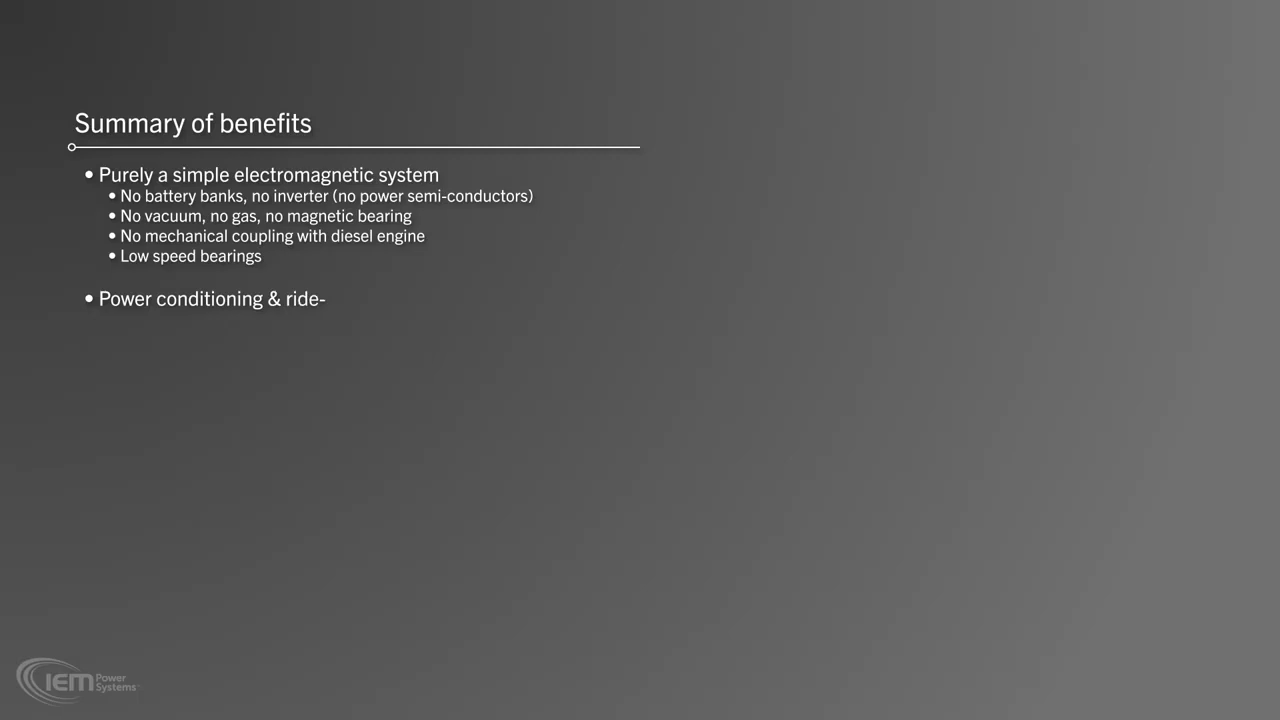 Summary of benefits
• Purely a simple electromagnetic system
• No battery banks, no inverter (no power semi-conductors)
• No vacuum, no gas, no magnetic bearing
• No mechanical coupling with diesel engine
• Low speed bearings
• Power conditioning & ride-
IEM Power
Systems